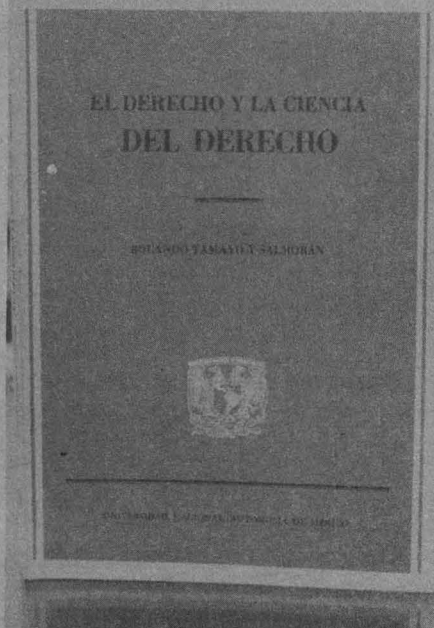 EL DERECHO Y LA CIENCIA
DEL DERECHO
ROLANDO TAMAYO Y SALMORÁN
UNIVERSIDAD NACIONAL AUTÓNOMA DE MÉXICO